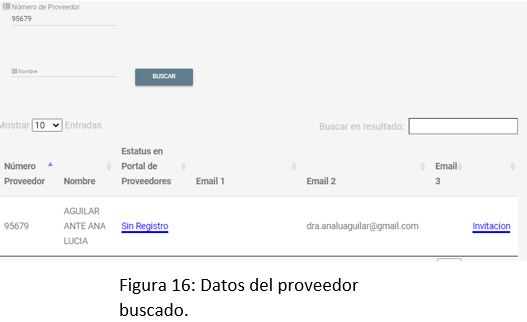 Número de Proveedor
95679
Nombre
BUSCAR
Mostrar 10 Entradas
Buscar en resultado:
Número Proveedor
Nombre
Estatus en Portal de Proveedores
Email 1
Email 2
Email 3
95679
AGUILAR ANTE ANA LUCIA
Sin Registro
dra.analuaguilar@gmail.com
Invitacion
Figura 16: Datos del proveedor
buscado.